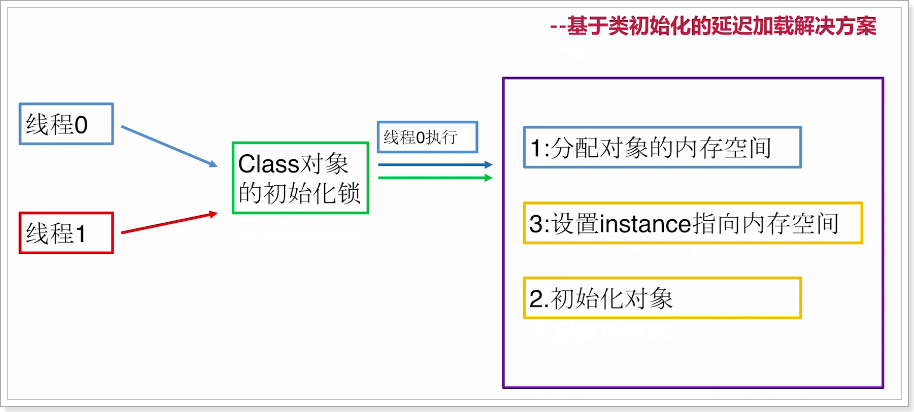 --基于类初始化的延迟加载解决方案
线程0
线程1
Class对象
的初始化锁
线程0执行
1:分配对象的内存空间
3:设置instance指向内存空间
2.初始化对象